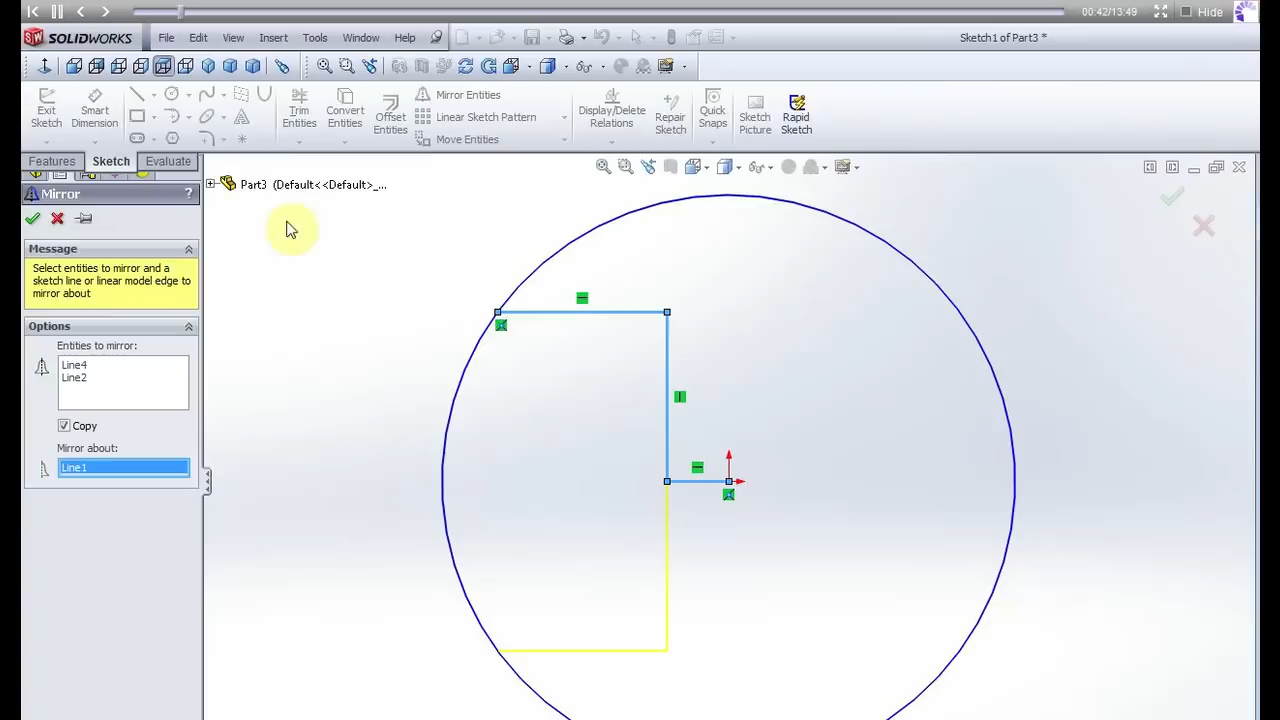 00:42/13:49
Hide
SOLIDWORKS
File Edit View Insert Tools Window Help
Sketch1 of Part3 *
Exit Sketch
Smart Dimension
Trim Entities
Convert Entities
Offset Entities
Mirror Entities
Linear Sketch Pattern
Move Entities
Display/Delete Relations
Repair Sketch
Quick Snaps
Sketch Picture
Rapid Sketch
Features Sketch Evaluate
Part3 (Default<<Default>_...
Mirror ?
Message
Select entities to mirror and a
sketch line or linear model edge to
mirror about
Options
Entities to mirror:
Line4
Line2
Copy
Mirror about:
Line1